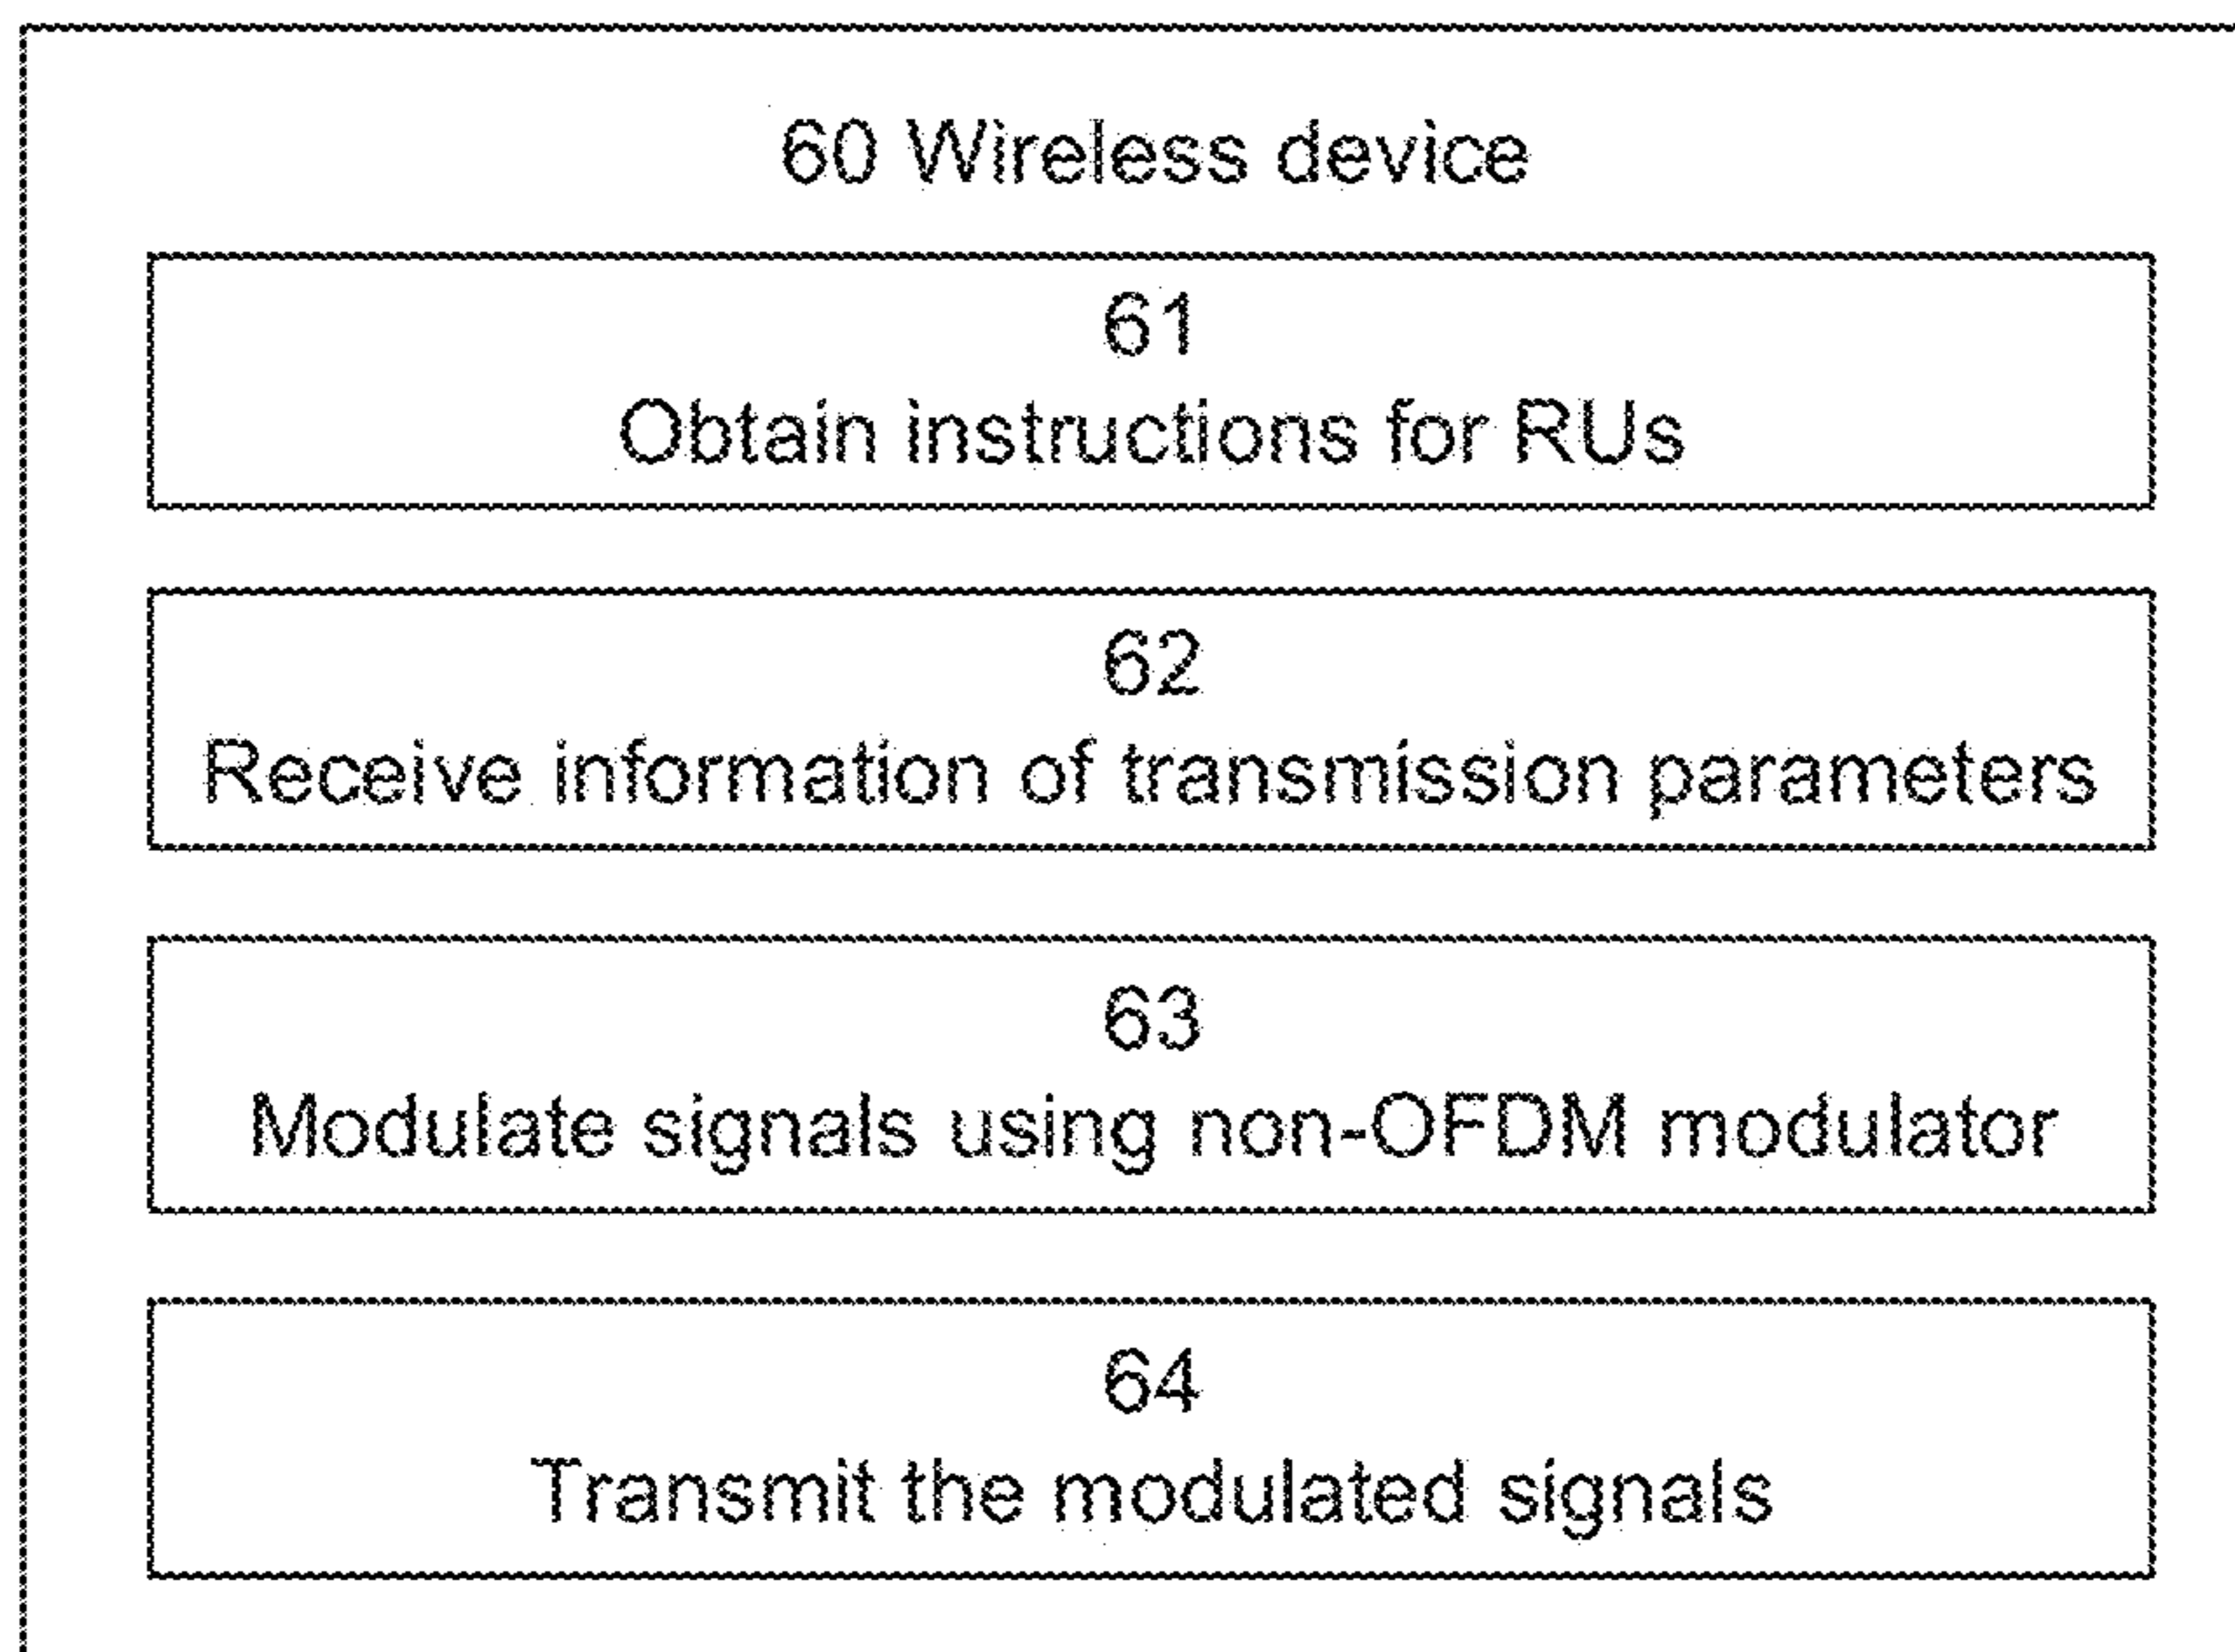 60 Wireless device
61
Obtain instructions for RUs
62
Receive information of transmission parameters
63
Modulate signals using non-OFDM modulator
64
Transmit the modulated signals